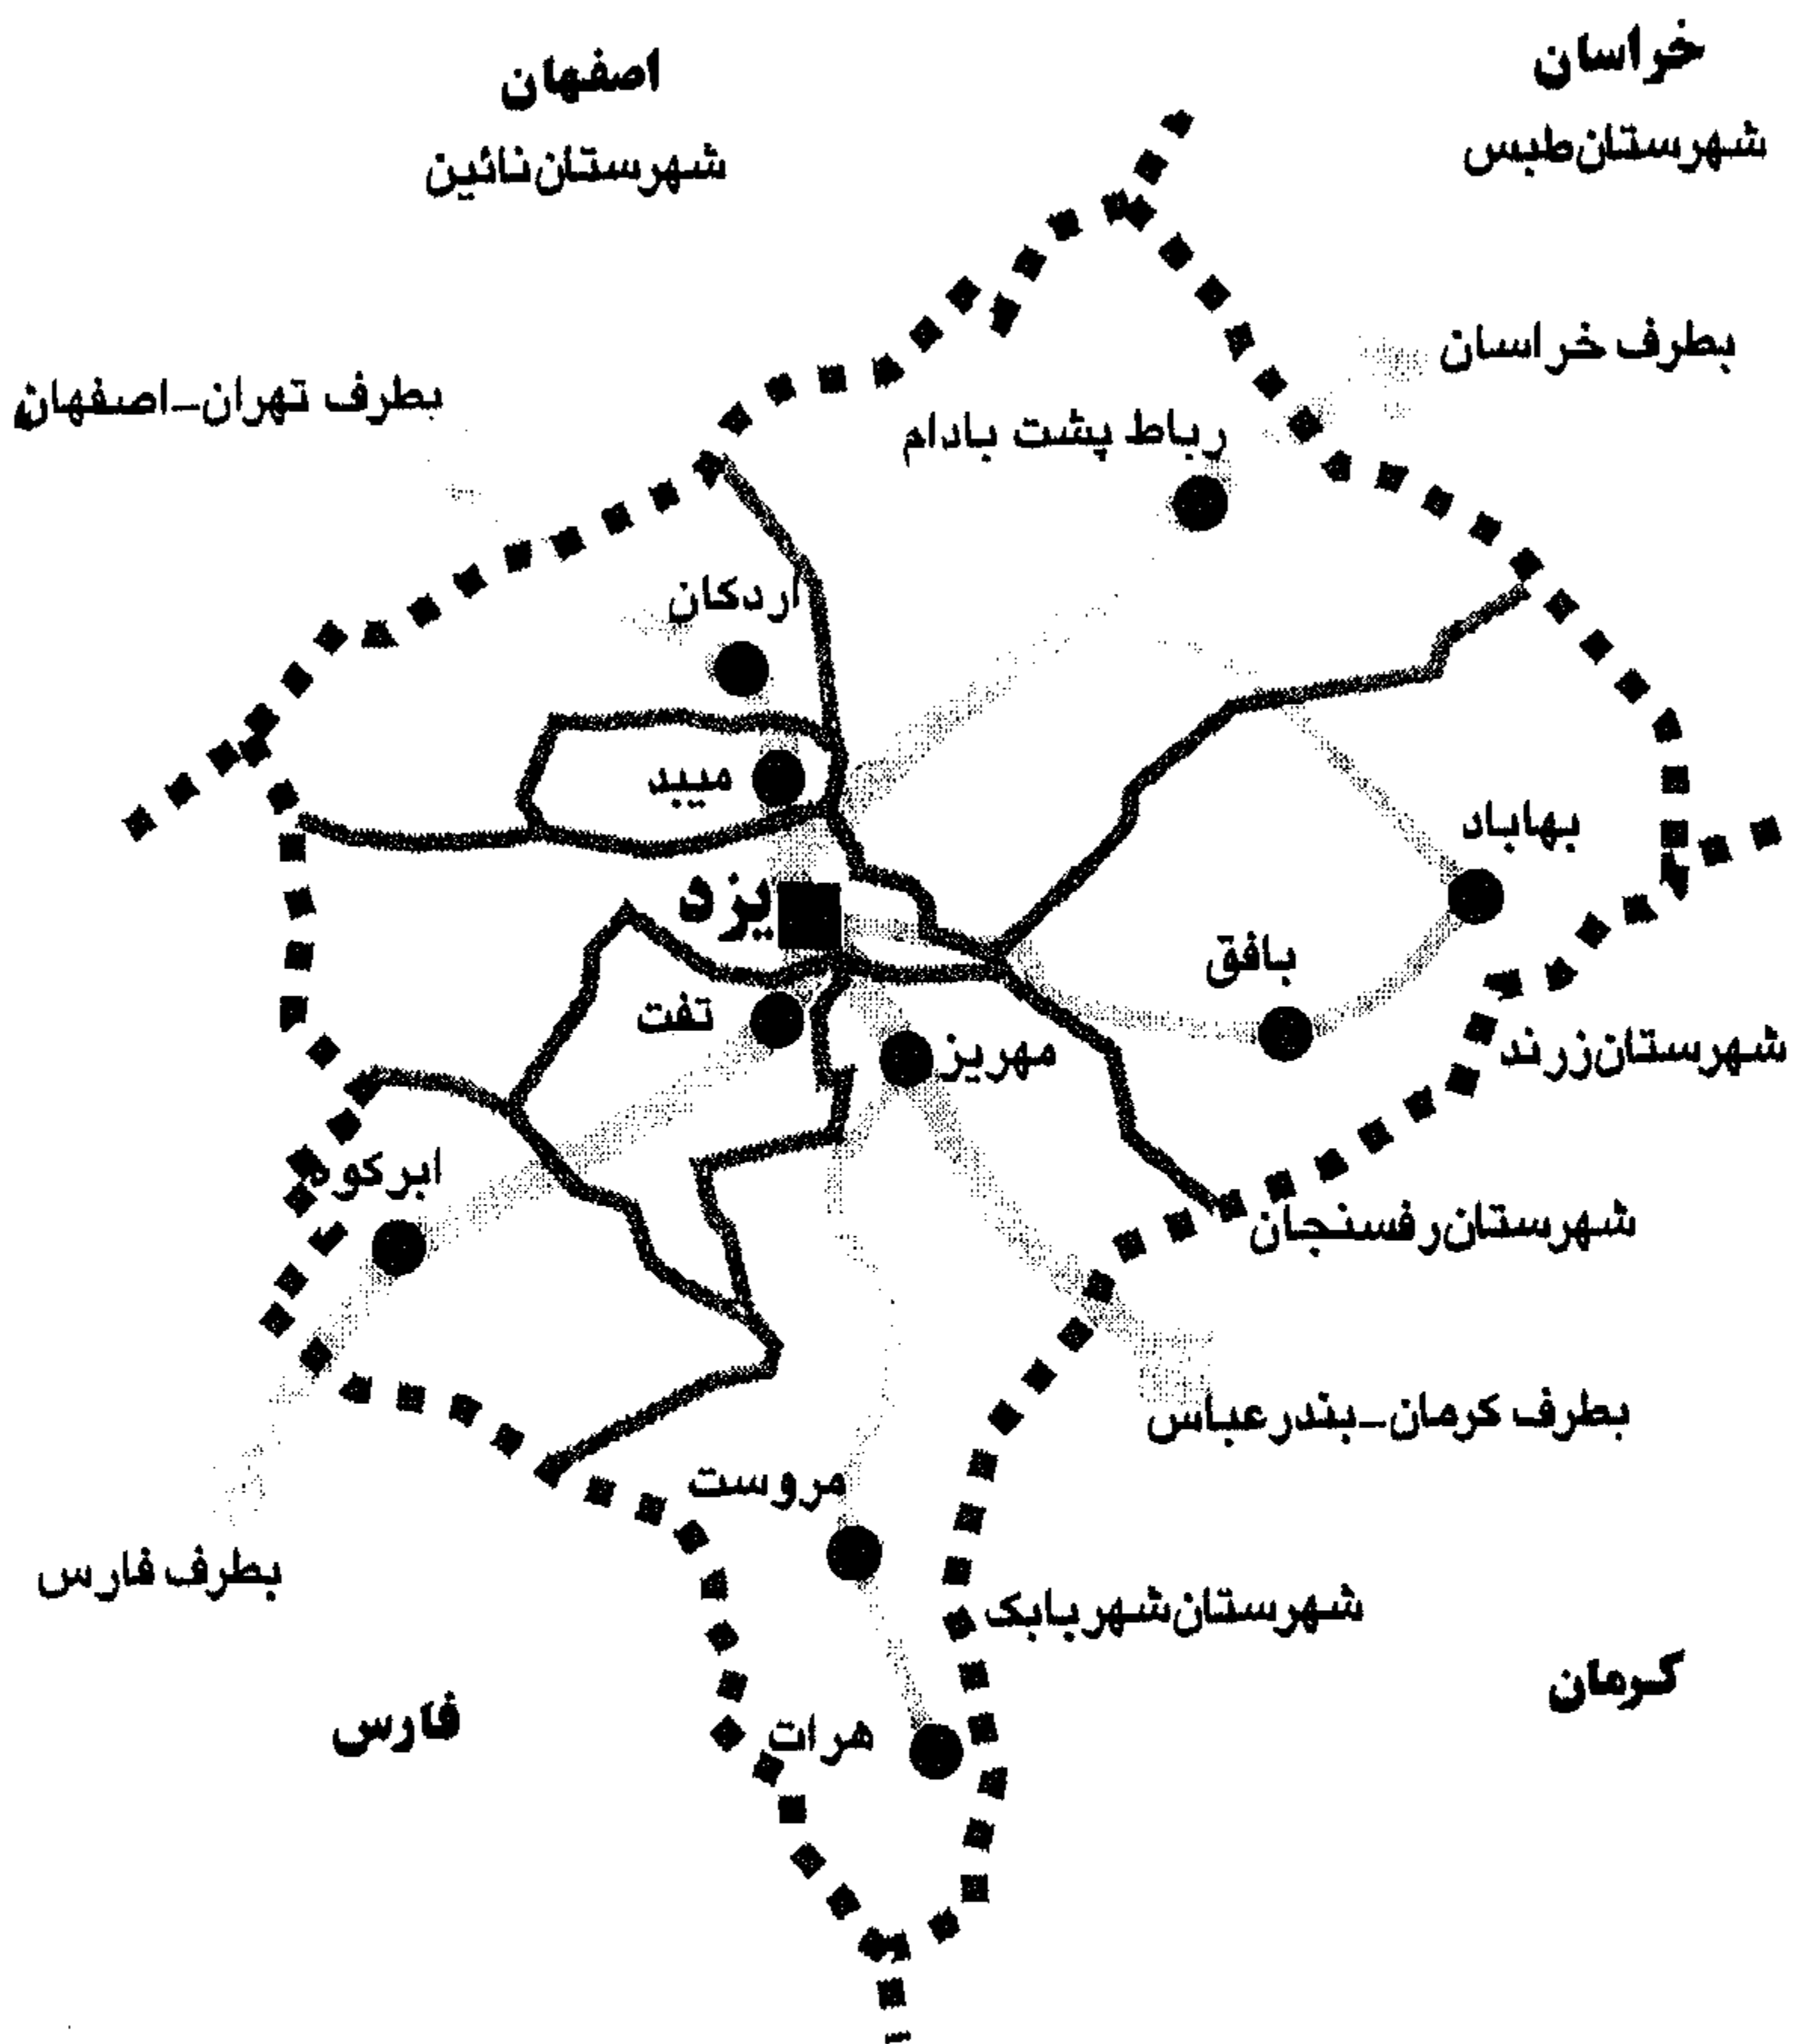 خراسان
شهرستان طبس
اصفهان
شهرستان نائین
بطرف خراسان
بطرف تهران-اصفهان
رباط پشت بادام
اردکان
میبد
بهاباد
یزد
بافق
تفت
مهریز
شهرستان زرند
ابرکوه
شهرستان رفسنجان
بطرف کرمان-بندرعباس
مروست
بطرف فارس
شهرستان شهربابک
کرمان
فارس
هرات